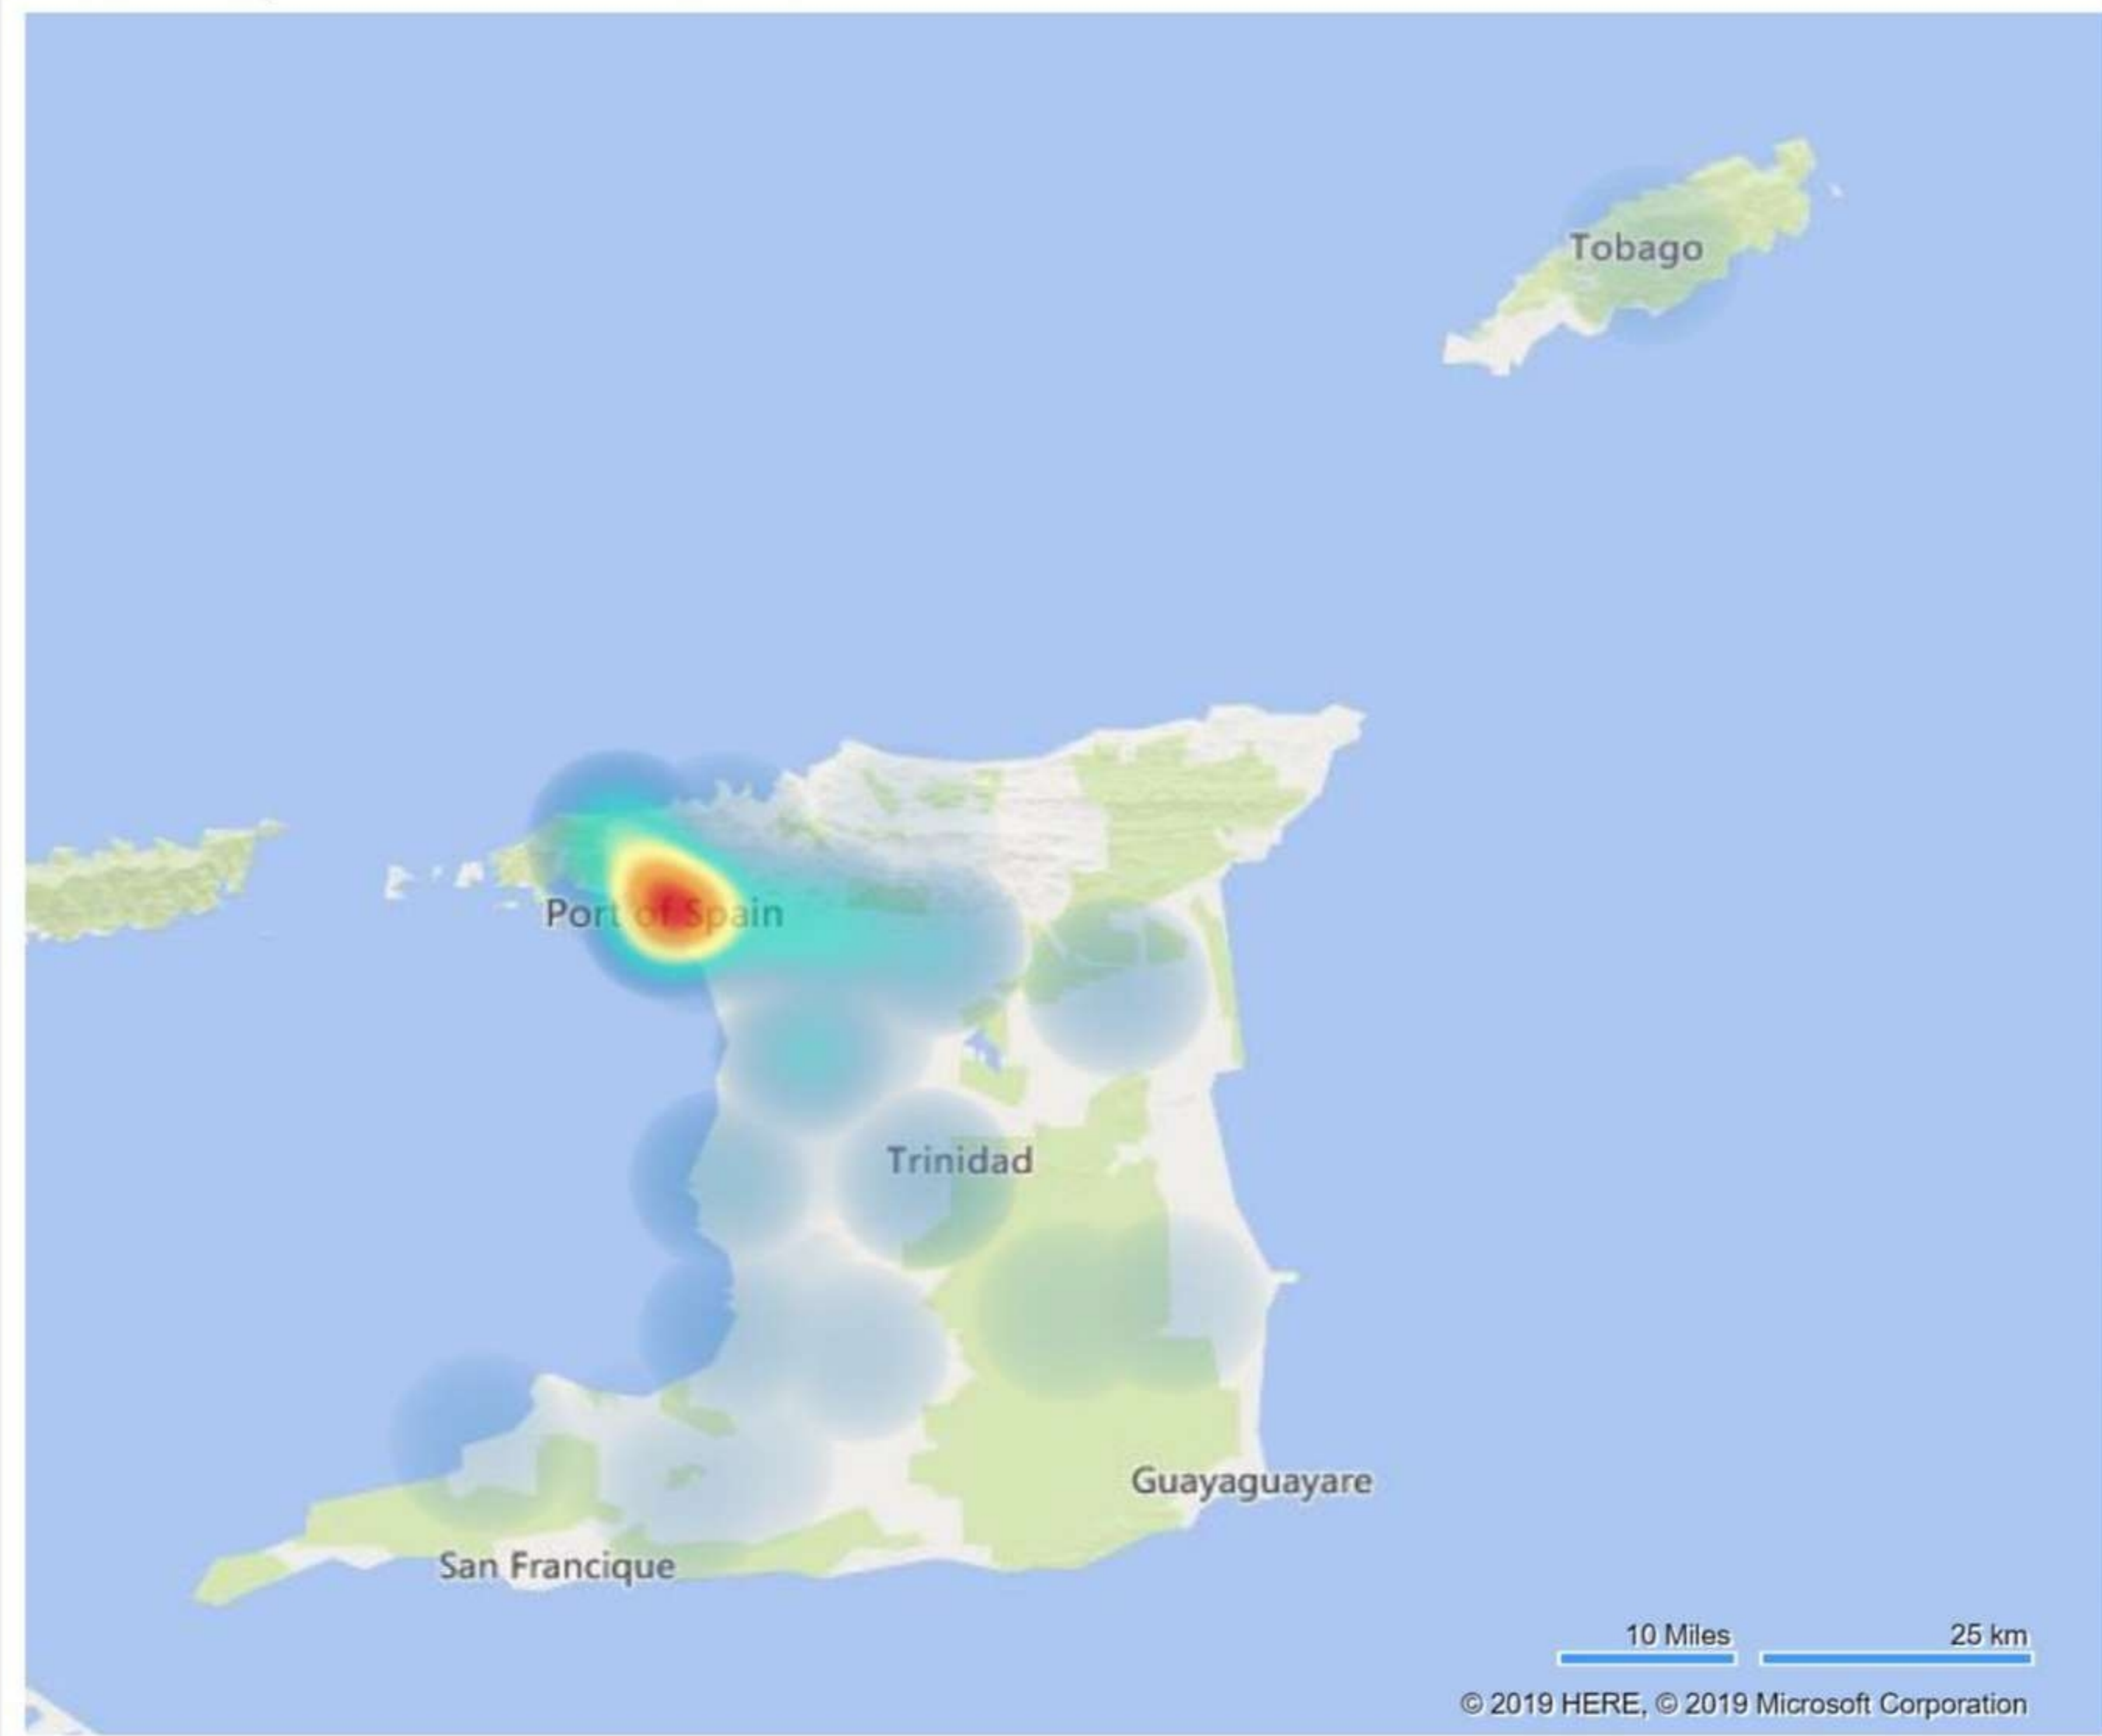 Tobago
Port of Spain
Trinidad
Guayaguayare
San Francique
10 Miles 25 km
© 2019 HERE, © 2019 Microsoft Corporation